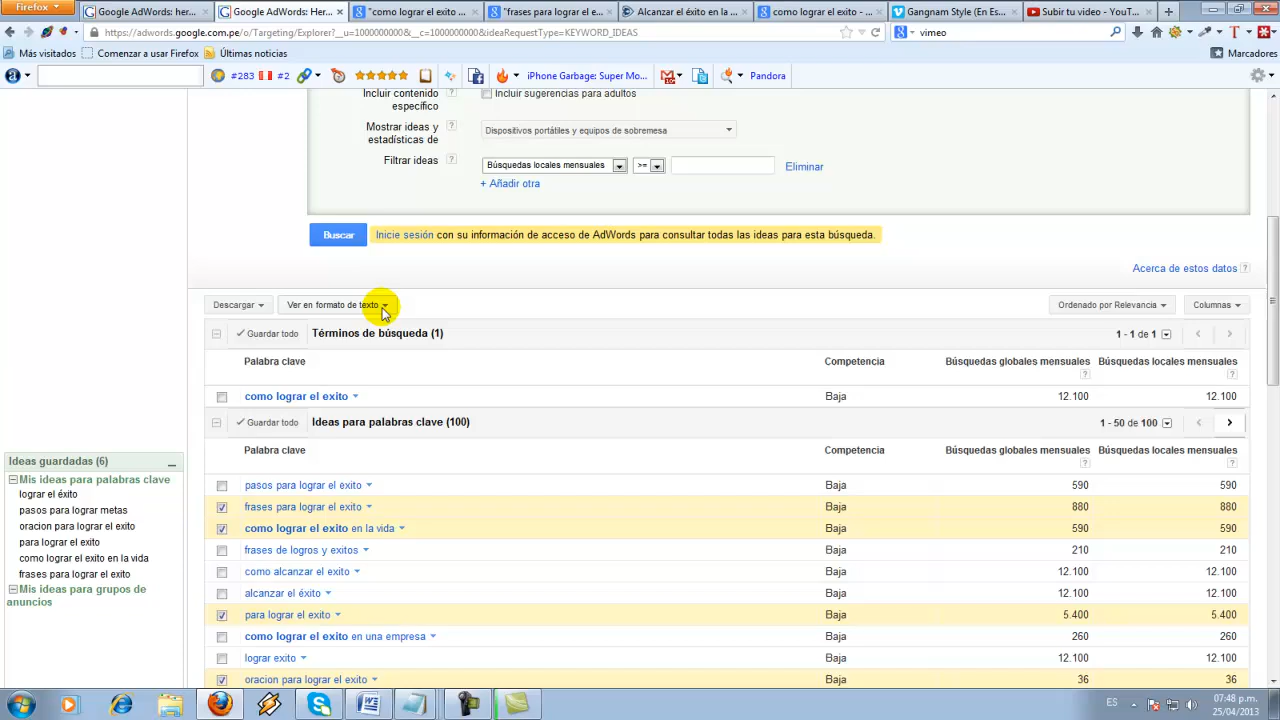 Firefox
Google AdWords: her...
Google AdWords: Her...
"como lograr el exito ...
"frases para lograr el...
Alcanzar el éxito en la...
como lograr el exito - ...
Gangnam Style (En Es...
Subir tu video - YouT...
https://adwords.google.com.pe/o/Targeting/Explorer?__u=1000000000&__c=1000000000&ideaRequestType=KEYWORD_IDEAS
vimeo
Más visitados
Comenzar a usar Firefox
Últimas noticias
Marcadores
#283
#2
iPhone Garbage: Super Mo...
Pandora
Incluir contenido específico
Incluir sugerencias para adultos
Mostrar ideas y estadísticas de
Dispositivos portátiles y equipos de sobremesa
Filtrar ideas
Búsquedas locales mensuales
>=
Eliminar
+ Añadir otra
Buscar
Inicie sesión con su información de acceso de AdWords para consultar todas las ideas para esta búsqueda.
Acerca de estos datos
Descargar
Ver en formato de texto
Ordenado por Relevancia
Columnas
Guardar todo
Términos de búsqueda (1)
1 - 1 de 1
Palabra clave
Competencia
Búsquedas globales mensuales
Búsquedas locales mensuales
como lograr el exito
Baja
12.100
12.100
Guardar todo
Ideas para palabras clave (100)
1 - 50 de 100
Palabra clave
Competencia
Búsquedas globales mensuales
Búsquedas locales mensuales
pasos para lograr el exito
Baja
590
590
frases para lograr el exito
Baja
880
880
como lograr el exito en la vida
Baja
590
590
frases de logros y exitos
Baja
210
210
como alcanzar el exito
Baja
12.100
12.100
alcanzar el éxito
Baja
12.100
12.100
para lograr el exito
Baja
5.400
5.400
como lograr el exito en una empresa
Baja
260
260
lograr exito
Baja
12.100
12.100
oracion para lograr el exito
Baja
36
36
Ideas guardadas (6)
Mis ideas para palabras clave
lograr el éxito
pasos para lograr metas
oracion para lograr el exito
para lograr el exito
como lograr el exito en la vida
frases para lograr el exito
Mis ideas para grupos de anuncios
ES
07:48 p.m.
25/04/2013